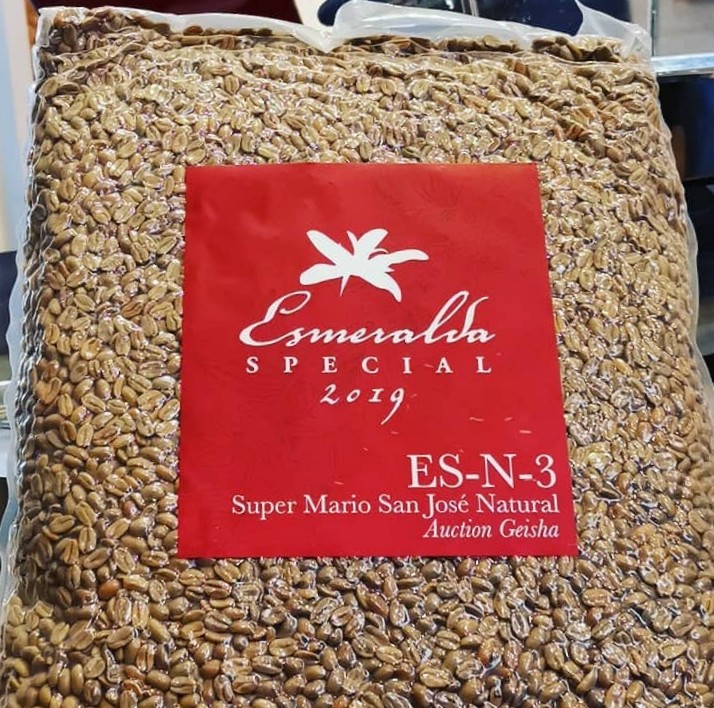 Esmeralda
SPECIAL
2019
ES-N-3
Super Mario San José Natural
Auction Geisha